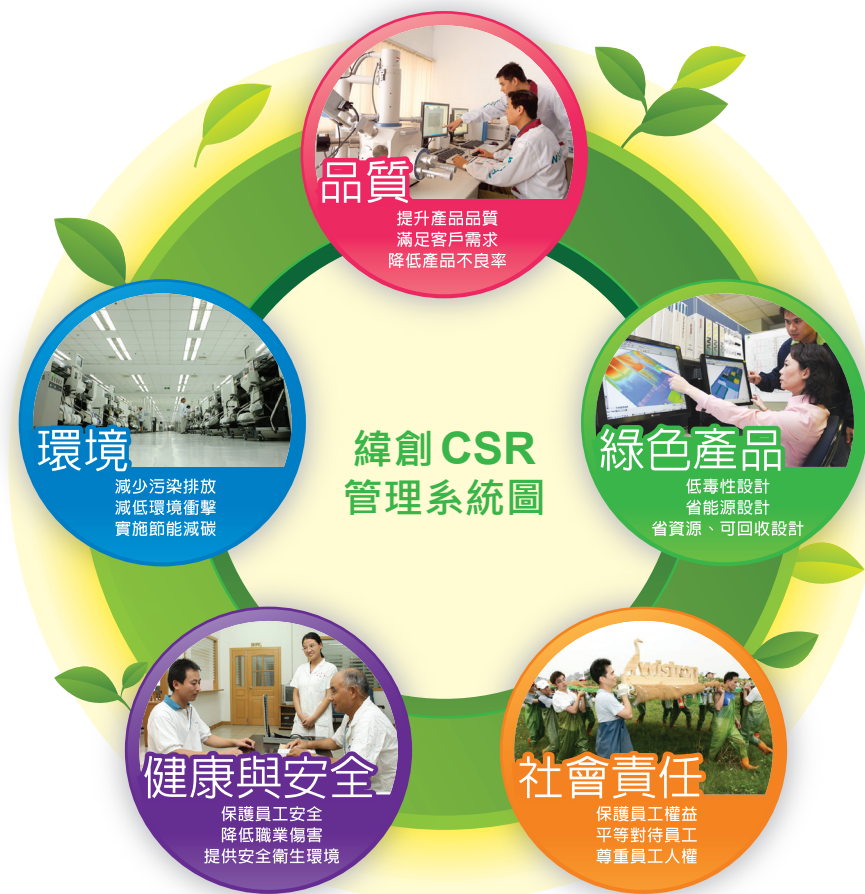 品質
提升產品品質
滿足客戶需求
降低產品不良率
環境
減少污染排放
減低環境衝擊
實施節能減碳
緯創 CSR
管理系統圖
綠色產品
低毒性設計
省能源設計
省資源、可回收設計
健康與安全
保護員工安全
降低職業傷害
提供安全衛生環境
社會責任
保護員工權益
平等對待員工
尊重員工人權